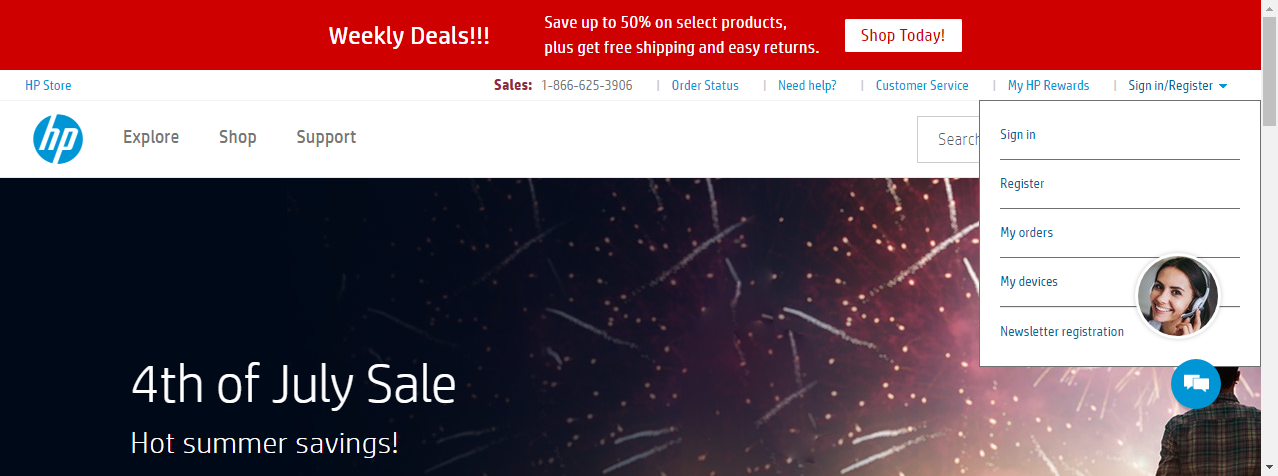 Weekly Deals!!!
Save up to 50% on select products,
plus get free shipping and easy returns.
Shop Today!
HP Store
Sales: 1-866-625-3906
Order Status
Need help?
Customer Service
My HP Rewards
Sign in/Register
hp
Explore
Shop
Support
Search
Sign in
Register
My orders
My devices
Newsletter registration
4th of July Sale
Hot summer savings!